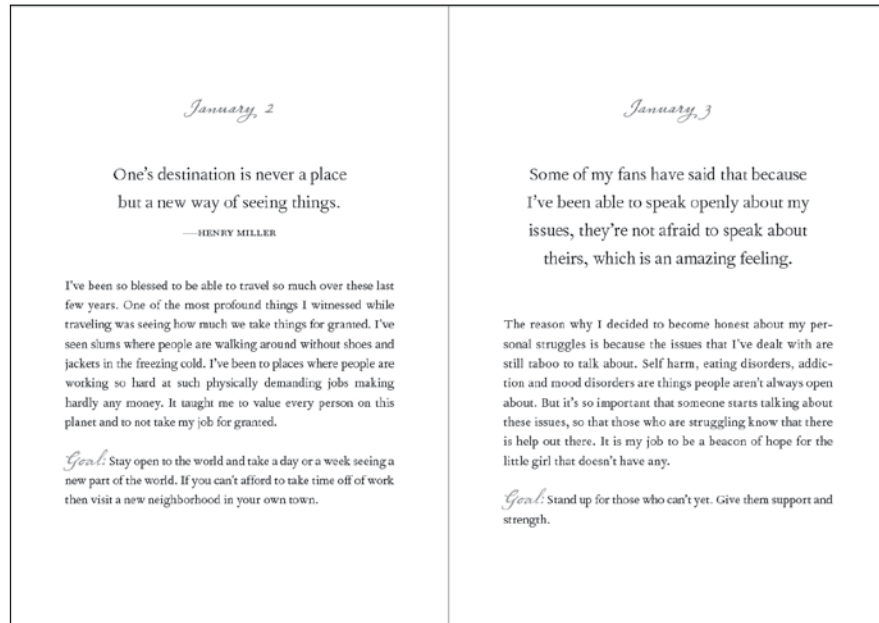 January 2
One's destination is never a place
but a new way of seeing things.
—HENRY MILLER
I've been so blessed to be able to travel so much over these last
few years. One of the most profound things I witnessed while
traveling was seeing how much we take things for granted. I've
seen slums where people are walking around without shoes and
jackets in the freezing cold. I've been to places where people are
working so hard at such physically demanding jobs making
hardly any money. It taught me to value every person on this
planet and to not take my job for granted.
Goal: Stay open to the world and take a day or a week seeing a
new part of the world. If you can't afford to take time off of work
then visit a new neighborhood in your own town.
January 3
Some of my fans have said that because
I've been able to speak openly about my
issues, they're not afraid to speak about
theirs, which is an amazing feeling.
The reason why I decided to become honest about my per-
sonal struggles is because the issues that I've dealt with are
still taboo to talk about. Self harm, eating disorders, addic-
tion and mood disorders are things people aren't always open
about. But it's so important that someone starts talking about
these issues, so that those who are struggling know that there
is help out there. It is my job to be a beacon of hope for the
little girl that doesn't have any.
Goal: Stand up for those who can't yet. Give them support and
strength.